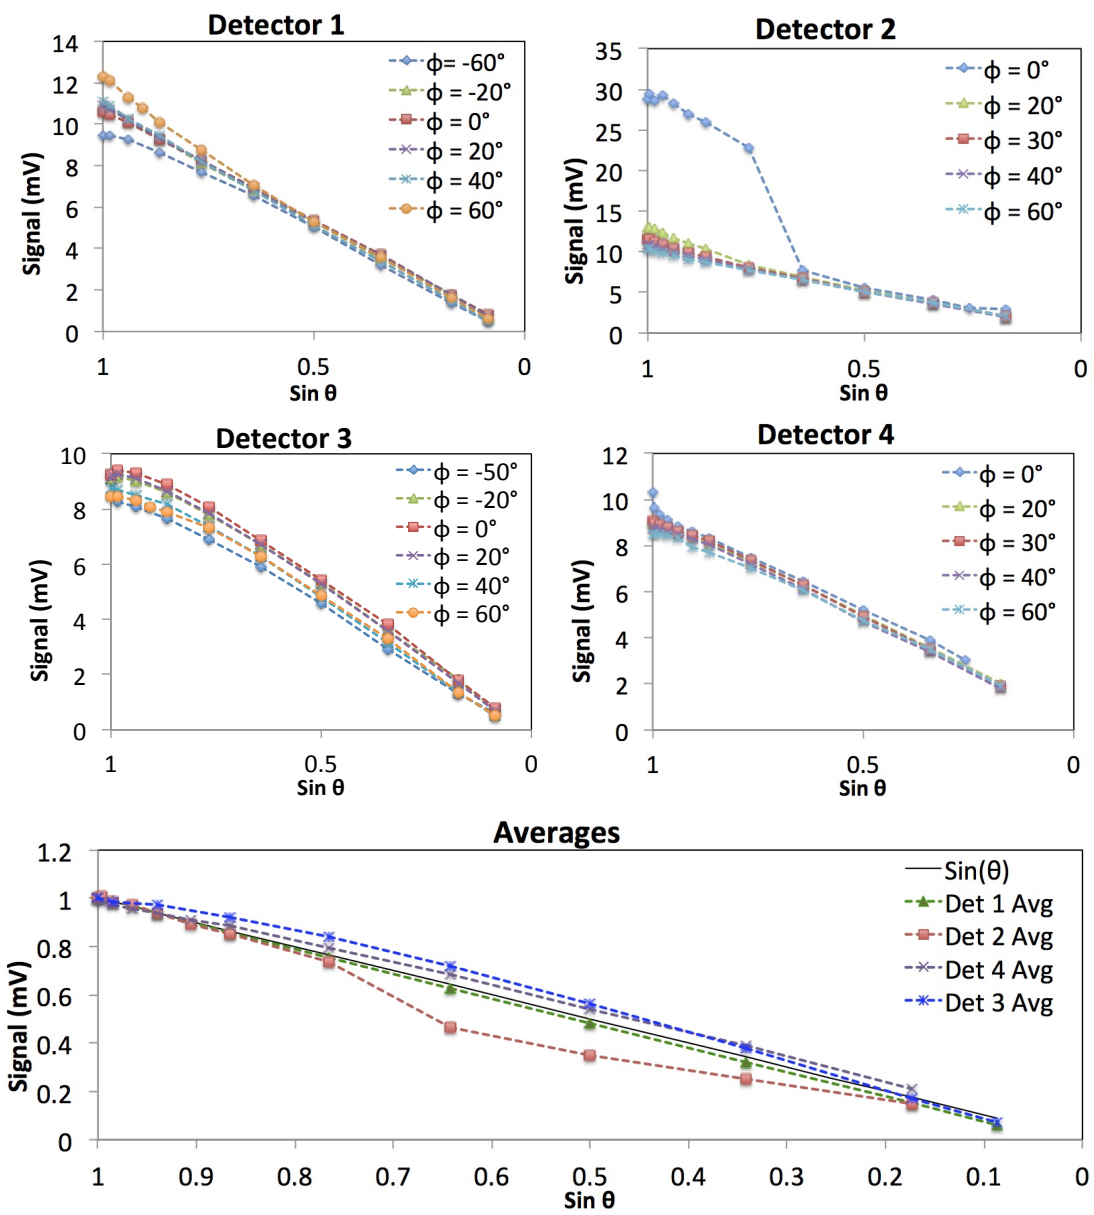 Detector 1
14
12
10
8
6
4
2
0
Signal (mV)
1 0.5 0
Sin θ
ϕ= -60°
ϕ = -20°
ϕ = 0°
ϕ = 20°
ϕ = 40°
ϕ = 60°
Detector 2
35
30
25
20
15
10
5
0
Signal (mV)
1 0.5 0
Sin θ
ϕ = 0°
ϕ = 20°
ϕ = 30°
ϕ = 40°
ϕ = 60°
Detector 3
10
8
6
4
2
0
Signal (mV)
1 0.5 0
Sin θ
ϕ = -50°
ϕ = -20°
ϕ = 0°
ϕ = 20°
ϕ = 40°
ϕ = 60°
Detector 4
12
10
8
6
4
2
0
Signal (mV)
1 0.5 0
Sin θ
ϕ = 0°
ϕ = 20°
ϕ = 30°
ϕ = 40°
ϕ = 60°
Averages
1.2
1
0.8
0.6
0.4
0.2
0
Signal (mV)
1 0.9 0.8 0.7 0.6 0.5 0.4 0.3 0.2 0.1 0
Sin θ
Sin(θ)
Det 1 Avg
Det 2 Avg
Det 4 Avg
Det 3 Avg